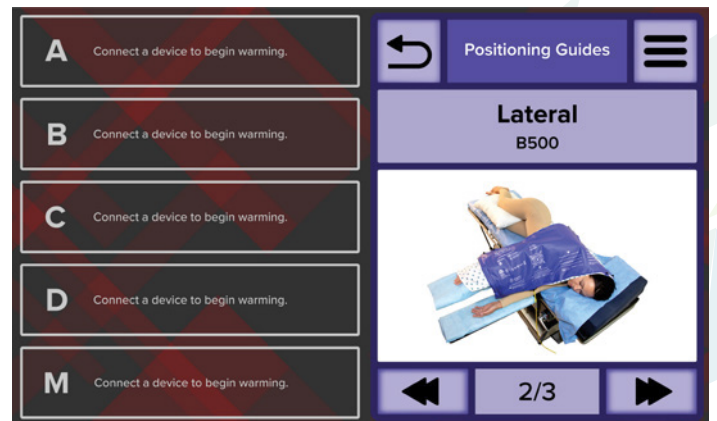 A Connect a device to begin warming.
B Connect a device to begin warming.
C Connect a device to begin warming.
D Connect a device to begin warming.
M Connect a device to begin warming.
Positioning Guides
Lateral
B500
2/3